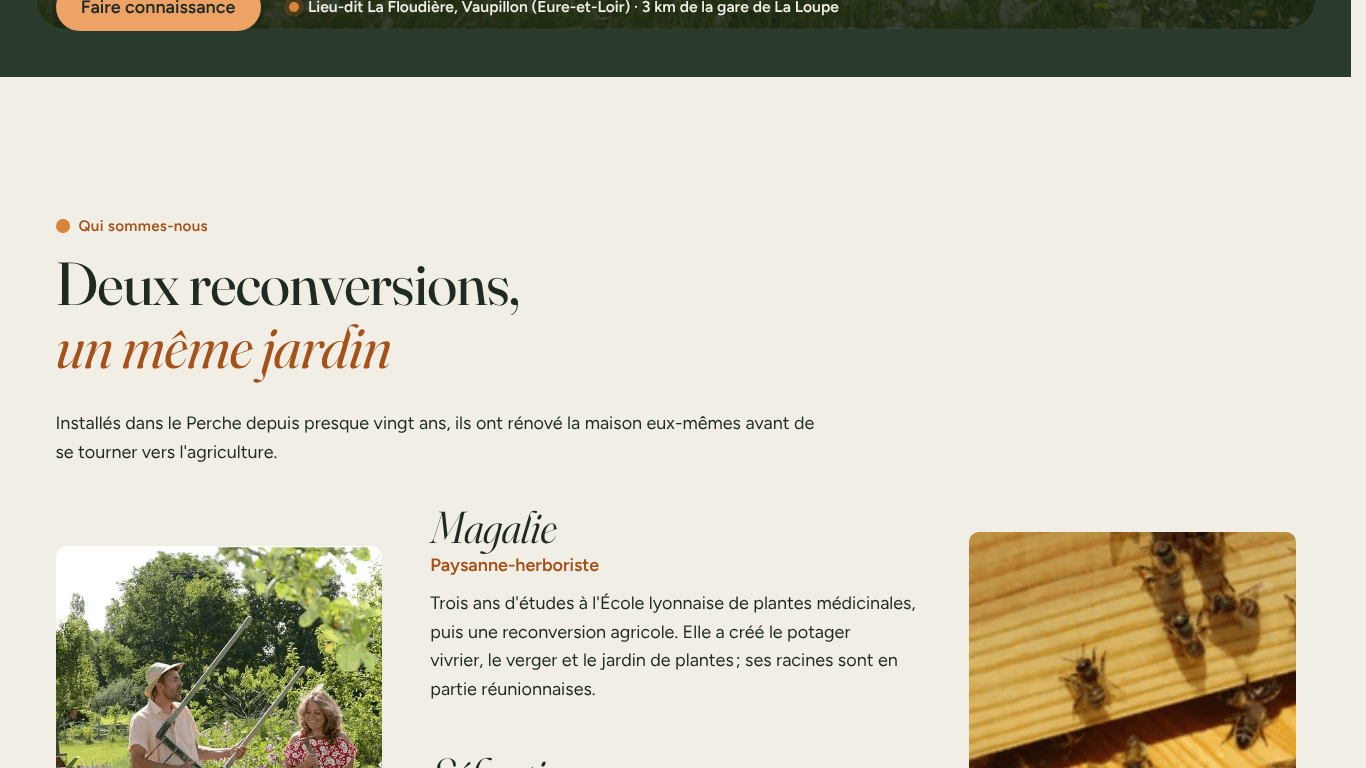 Faire connaissance
Lieu-dit La Floudière, Vaupillon (Eure-et-Loir) · 3 km de la gare de La Loupe
Qui sommes-nous
Deux reconversions,
un même jardin
Installés dans le Perche depuis presque vingt ans, ils ont rénové la maison eux-mêmes avant de
se tourner vers l'agriculture.
Magalie
Paysanne-herboriste
Trois ans d'études à l'École lyonnaise de plantes médicinales,
puis une reconversion agricole. Elle a créé le potager
vivrier, le verger et le jardin de plantes ; ses racines sont en
partie réunionnaises.